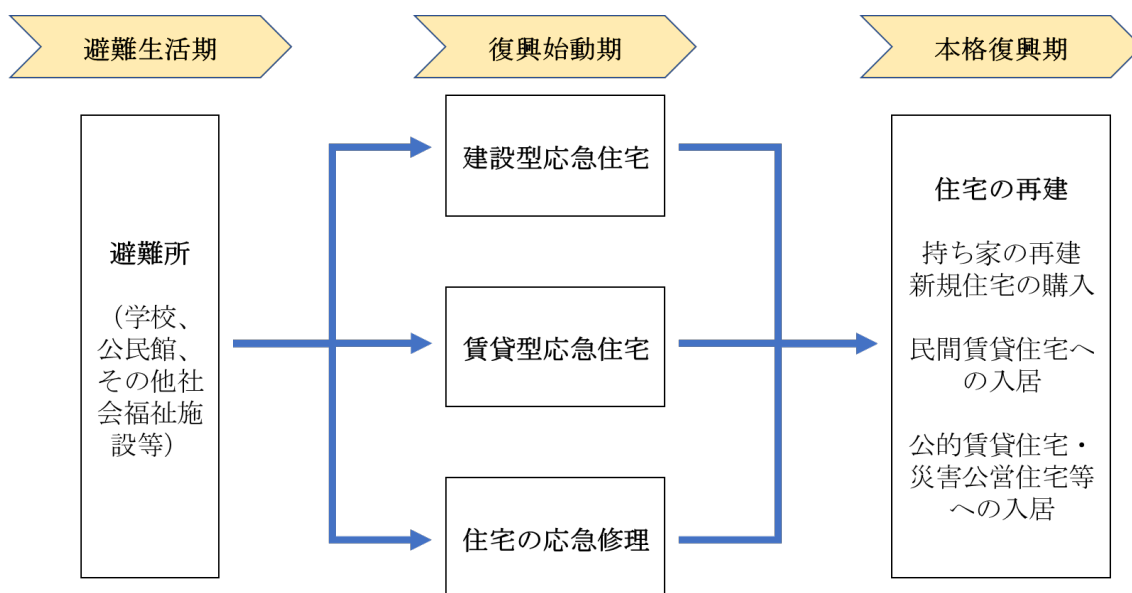 避難生活期
復興始動期
本格復興期
避難所
（学校、
公民館、
その他社
会福祉施
設等）
建設型応急住宅
賃貸型応急住宅
住宅の応急修理
住宅の再建
持ち家の再建
新規住宅の購入
民間賃貸住宅へ
の入居
公的賃貸住宅・
災害公営住宅等
への入居